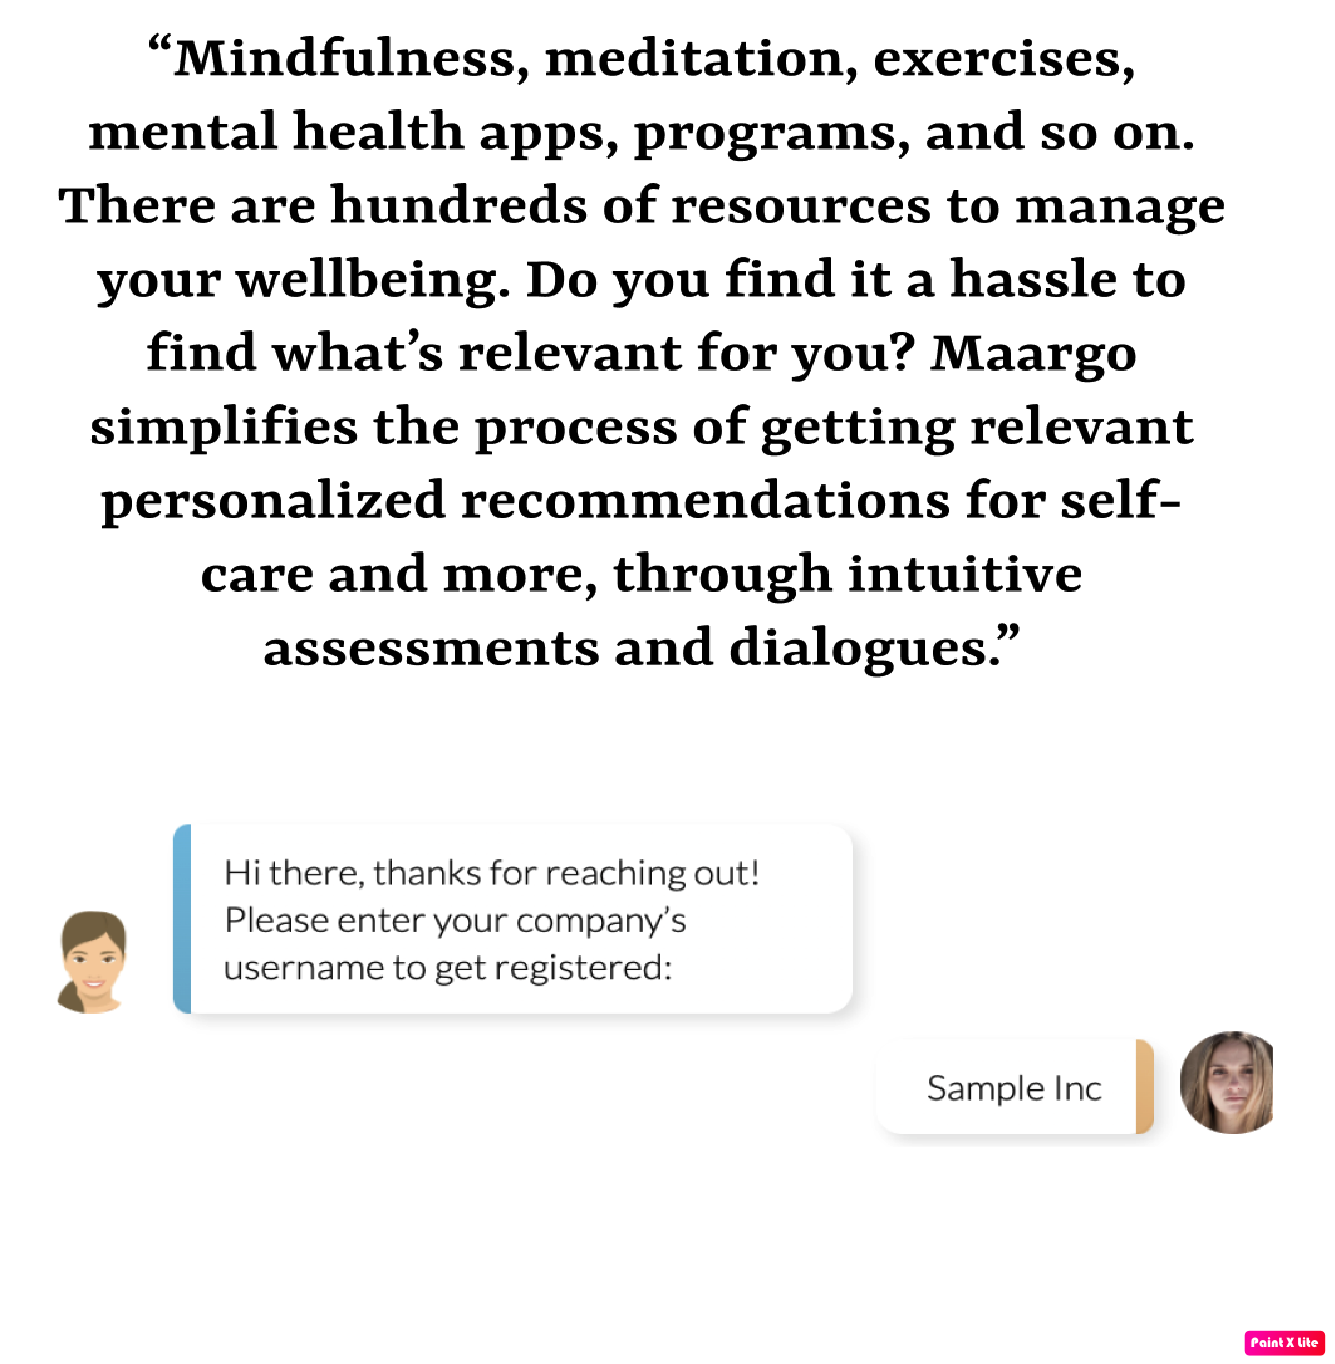 “Mindfulness, meditation, exercises,
mental health apps, programs, and so on.
There are hundreds of resources to manage
your wellbeing. Do you find it a hassle to
find what’s relevant for you? Maargo
simplifies the process of getting relevant
personalized recommendations for self-
care and more, through intuitive
assessments and dialogues.”
Hi there, thanks for reaching out!
Please enter your company’s
username to get registered:
Sample Inc
Paint X Lite